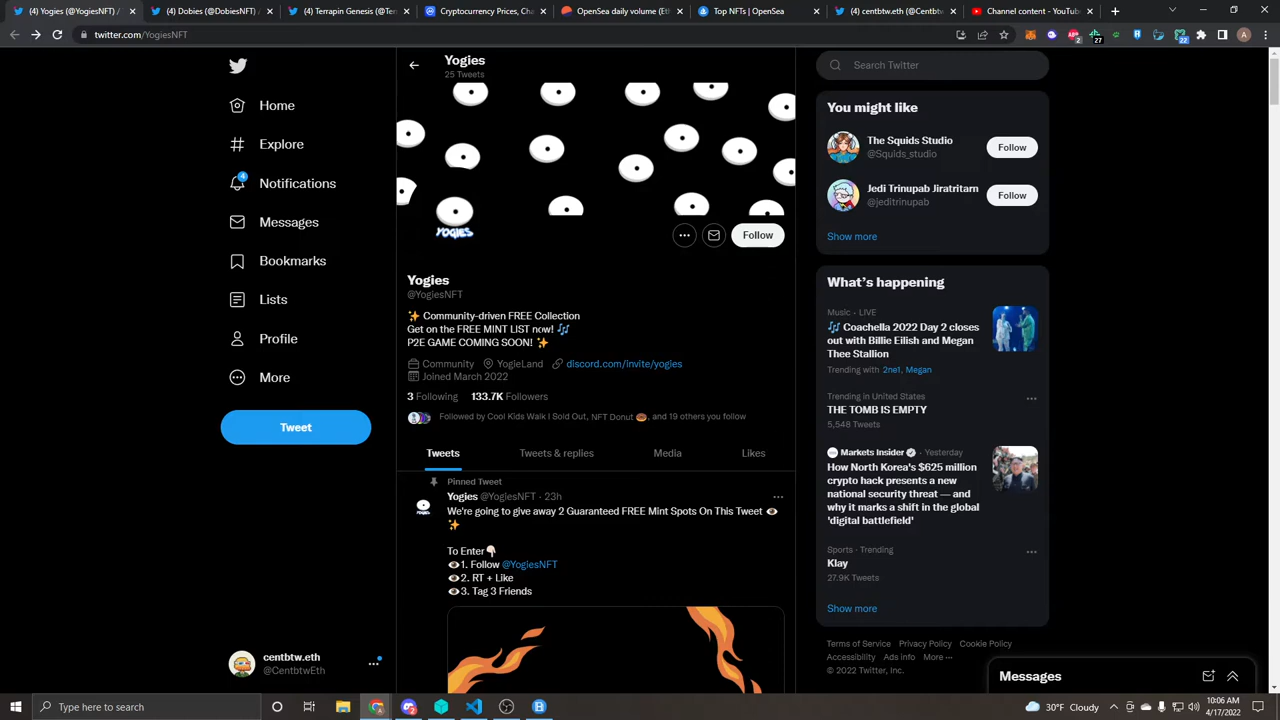 (4) Yogies (@YogiesNFT) /
(4) Dobies (@DobiesNFT) /
(4) Terrapin Genesis (@Ter
Cryptocurrency Prices, Cha
OpenSea daily volume (Eth
Top NFTs | OpenSea
(4) centbtw.eth (@Centbtw
Channel content - YouTube
twitter.com/YogiesNFT
Home
Explore
4
Notifications
Messages
Bookmarks
Lists
Profile
More
Tweet
centbtw.eth
@CentbtwEth
Yogies
25 Tweets
YOGIES
Follow
Yogies
@YogiesNFT
✨ Community-driven FREE Collection
Get on the FREE MINT LIST now! 🎶
P2E GAME COMING SOON! ✨
Community YogieLand discord.com/invite/yogies
Joined March 2022
3 Following 133.7K Followers
Followed by Cool Kids Walk I Sold Out, NFT Donut 🍩, and 19 others you follow
Tweets Tweets & replies Media Likes
Pinned Tweet
Yogies @YogiesNFT · 23h
We're going to give away 2 Guaranteed FREE Mint Spots On This Tweet 👁
✨
To Enter👇🏻
👁1. Follow @YogiesNFT
👁2. RT + Like
👁3. Tag 3 Friends
Search Twitter
You might like
The Squids Studio
@Squids_studio
Follow
Jedi Trinupab Jiratritarn
@jeditrinupab
Follow
Show more
What's happening
Music · LIVE
🎶 Coachella 2022 Day 2 closes
out with Billie Eilish and Megan
Thee Stallion
Trending with 2ne1, Megan
Trending in United States
THE TOMB IS EMPTY
5,548 Tweets
Markets Insider · Yesterday
How North Korea's $625 million
crypto hack presents a new
national security threat — and
why it marks a shift in the global
'digital battlefield'
Sports · Trending
Klay
27.9K Tweets
Show more
Terms of Service Privacy Policy Cookie Policy
Accessibility Ads info More ···
© 2022 Twitter, Inc.
Messages
Type here to search
30°F Cloudy
10:06 AM
4/17/2022